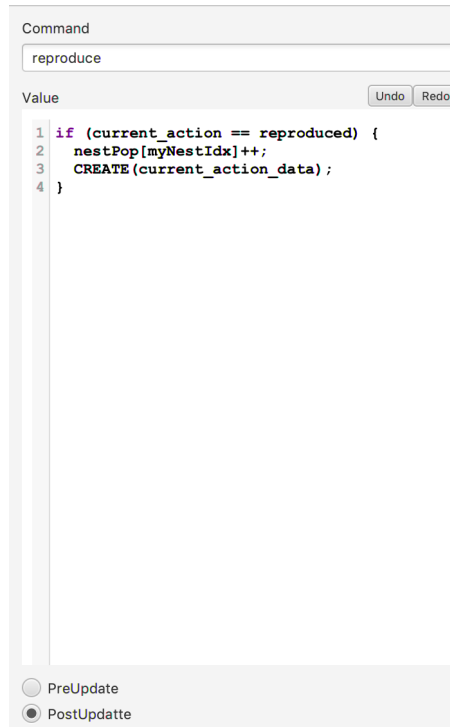 Command
reproduce
Value Undo Redo
1 if (current_action == reproduced) {
2   nestPop[myNestIdx]++;
3   CREATE(current_action_data);
4 }
PreUpdate
PostUpdatte